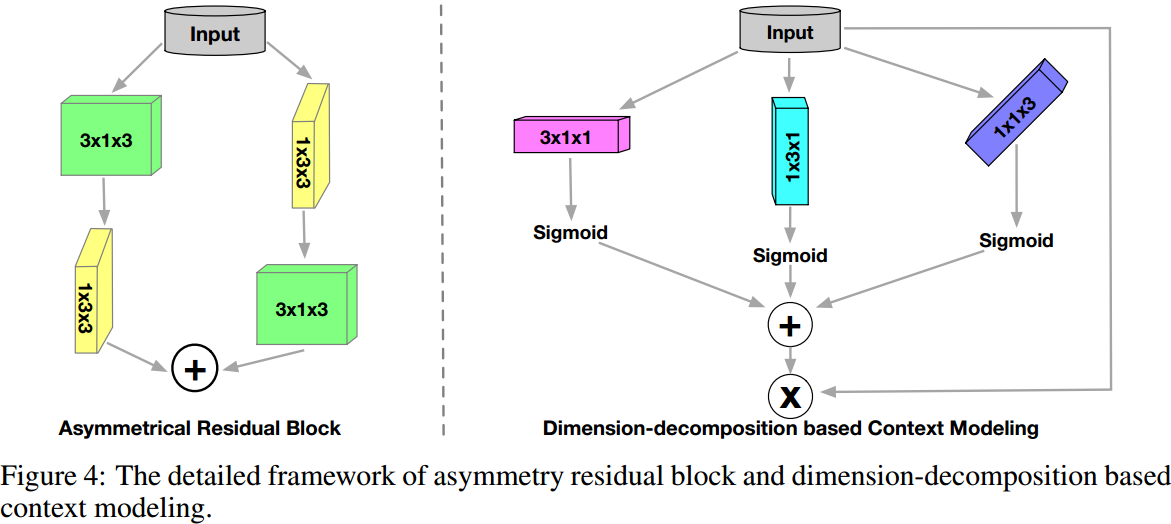 Input
3x1x3
1x3x3
1x3x3
3x1x3
+
Asymmetrical Residual Block
Input
3x1x1
1x3x1
1x1x3
Sigmoid
Sigmoid
Sigmoid
+
X
Dimension-decomposition based Context Modeling
Figure 4: The detailed framework of asymmetry residual block and dimension-decomposition based
context modeling.